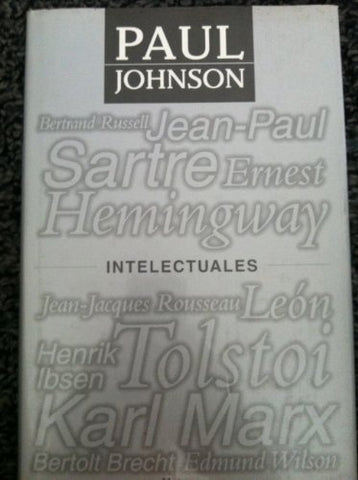 PAUL
JOHNSON
Bertrand Russell Jean-Paul
Sartre Ernest
Hemingway
INTELECTUALES
Jean-Jacques Rousseau León
Henrik Ibsen Tolstoi
Karl Marx
Bertolt Brecht Edmund Wilson